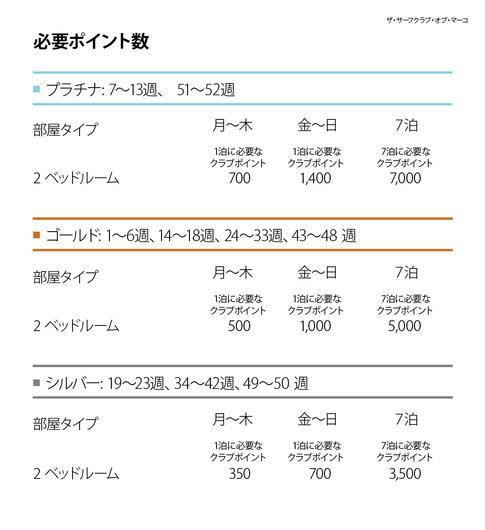 ザ・サーフクラブ・オブ・マーコ
必要ポイント数
プラチナ: 7〜13週、 51〜52週
部屋タイプ 月〜木 金〜日 7泊
1泊に必要な 1泊に必要な 7泊に必要な
クラブポイント クラブポイント クラブポイント
2 ベッドルーム 700 1,400 7,000
ゴールド: 1〜6週、14〜18週、24〜33週、43〜48 週
部屋タイプ 月〜木 金〜日 7泊
1泊に必要な 1泊に必要な 7泊に必要な
クラブポイント クラブポイント クラブポイント
2 ベッドルーム 500 1,000 5,000
シルバー: 19〜23週、34〜42週、49〜50 週
部屋タイプ 月〜木 金〜日 7泊
1泊に必要な 1泊に必要な 7泊に必要な
クラブポイント クラブポイント クラブポイント
2 ベッドルーム 350 700 3,500